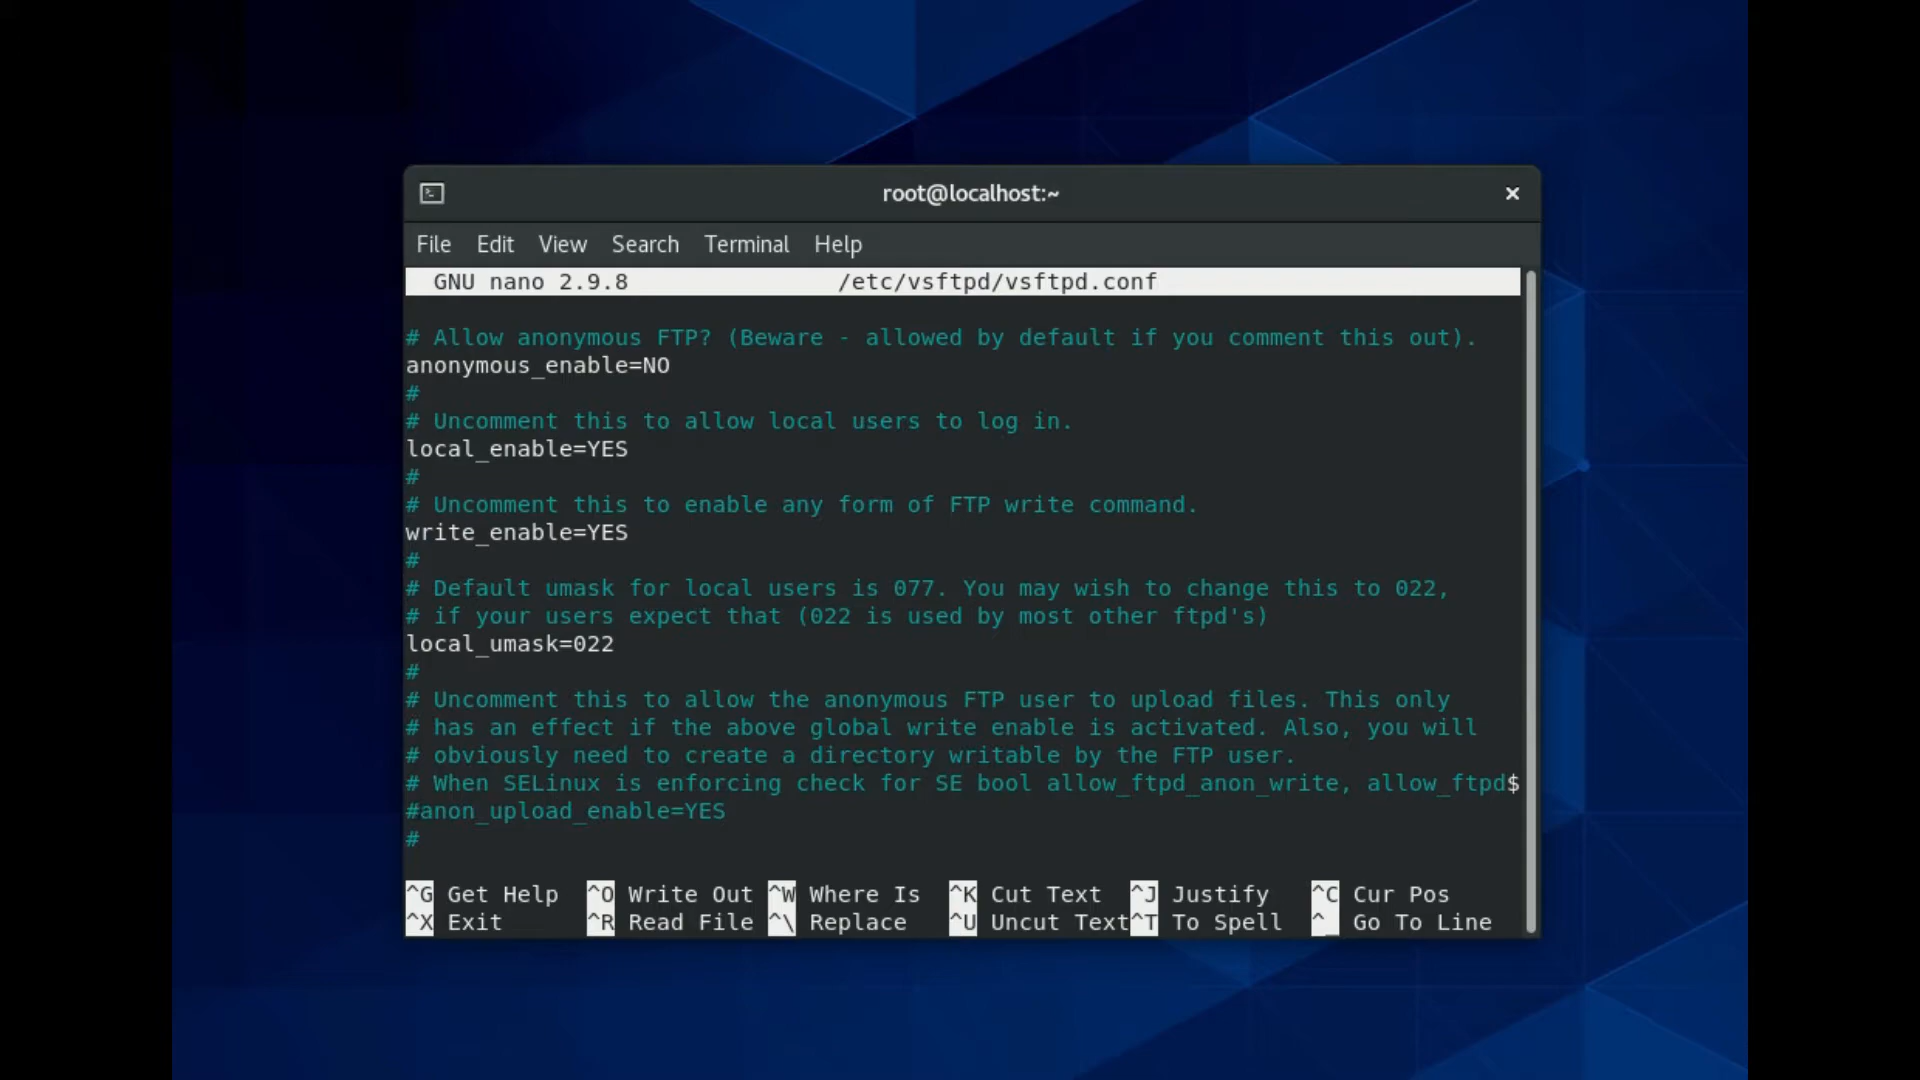 root@localhost:~
File Edit View Search Terminal Help
GNU nano 2.9.8 /etc/vsftpd/vsftpd.conf
# Allow anonymous FTP? (Beware - allowed by default if you comment this out).
anonymous_enable=NO
#
# Uncomment this to allow local users to log in.
local_enable=YES
#
# Uncomment this to enable any form of FTP write command.
write_enable=YES
#
# Default umask for local users is 077. You may wish to change this to 022,
# if your users expect that (022 is used by most other ftpd's)
local_umask=022
#
# Uncomment this to allow the anonymous FTP user to upload files. This only
# has an effect if the above global write enable is activated. Also, you will
# obviously need to create a directory writable by the FTP user.
# When SELinux is enforcing check for SE bool allow_ftpd_anon_write, allow_ftpd$
#anon_upload_enable=YES
#
^G Get Help ^O Write Out ^W Where Is ^K Cut Text ^J Justify ^C Cur Pos
^X Exit ^R Read File ^\ Replace ^U Uncut Text ^T To Spell ^_ Go To Line